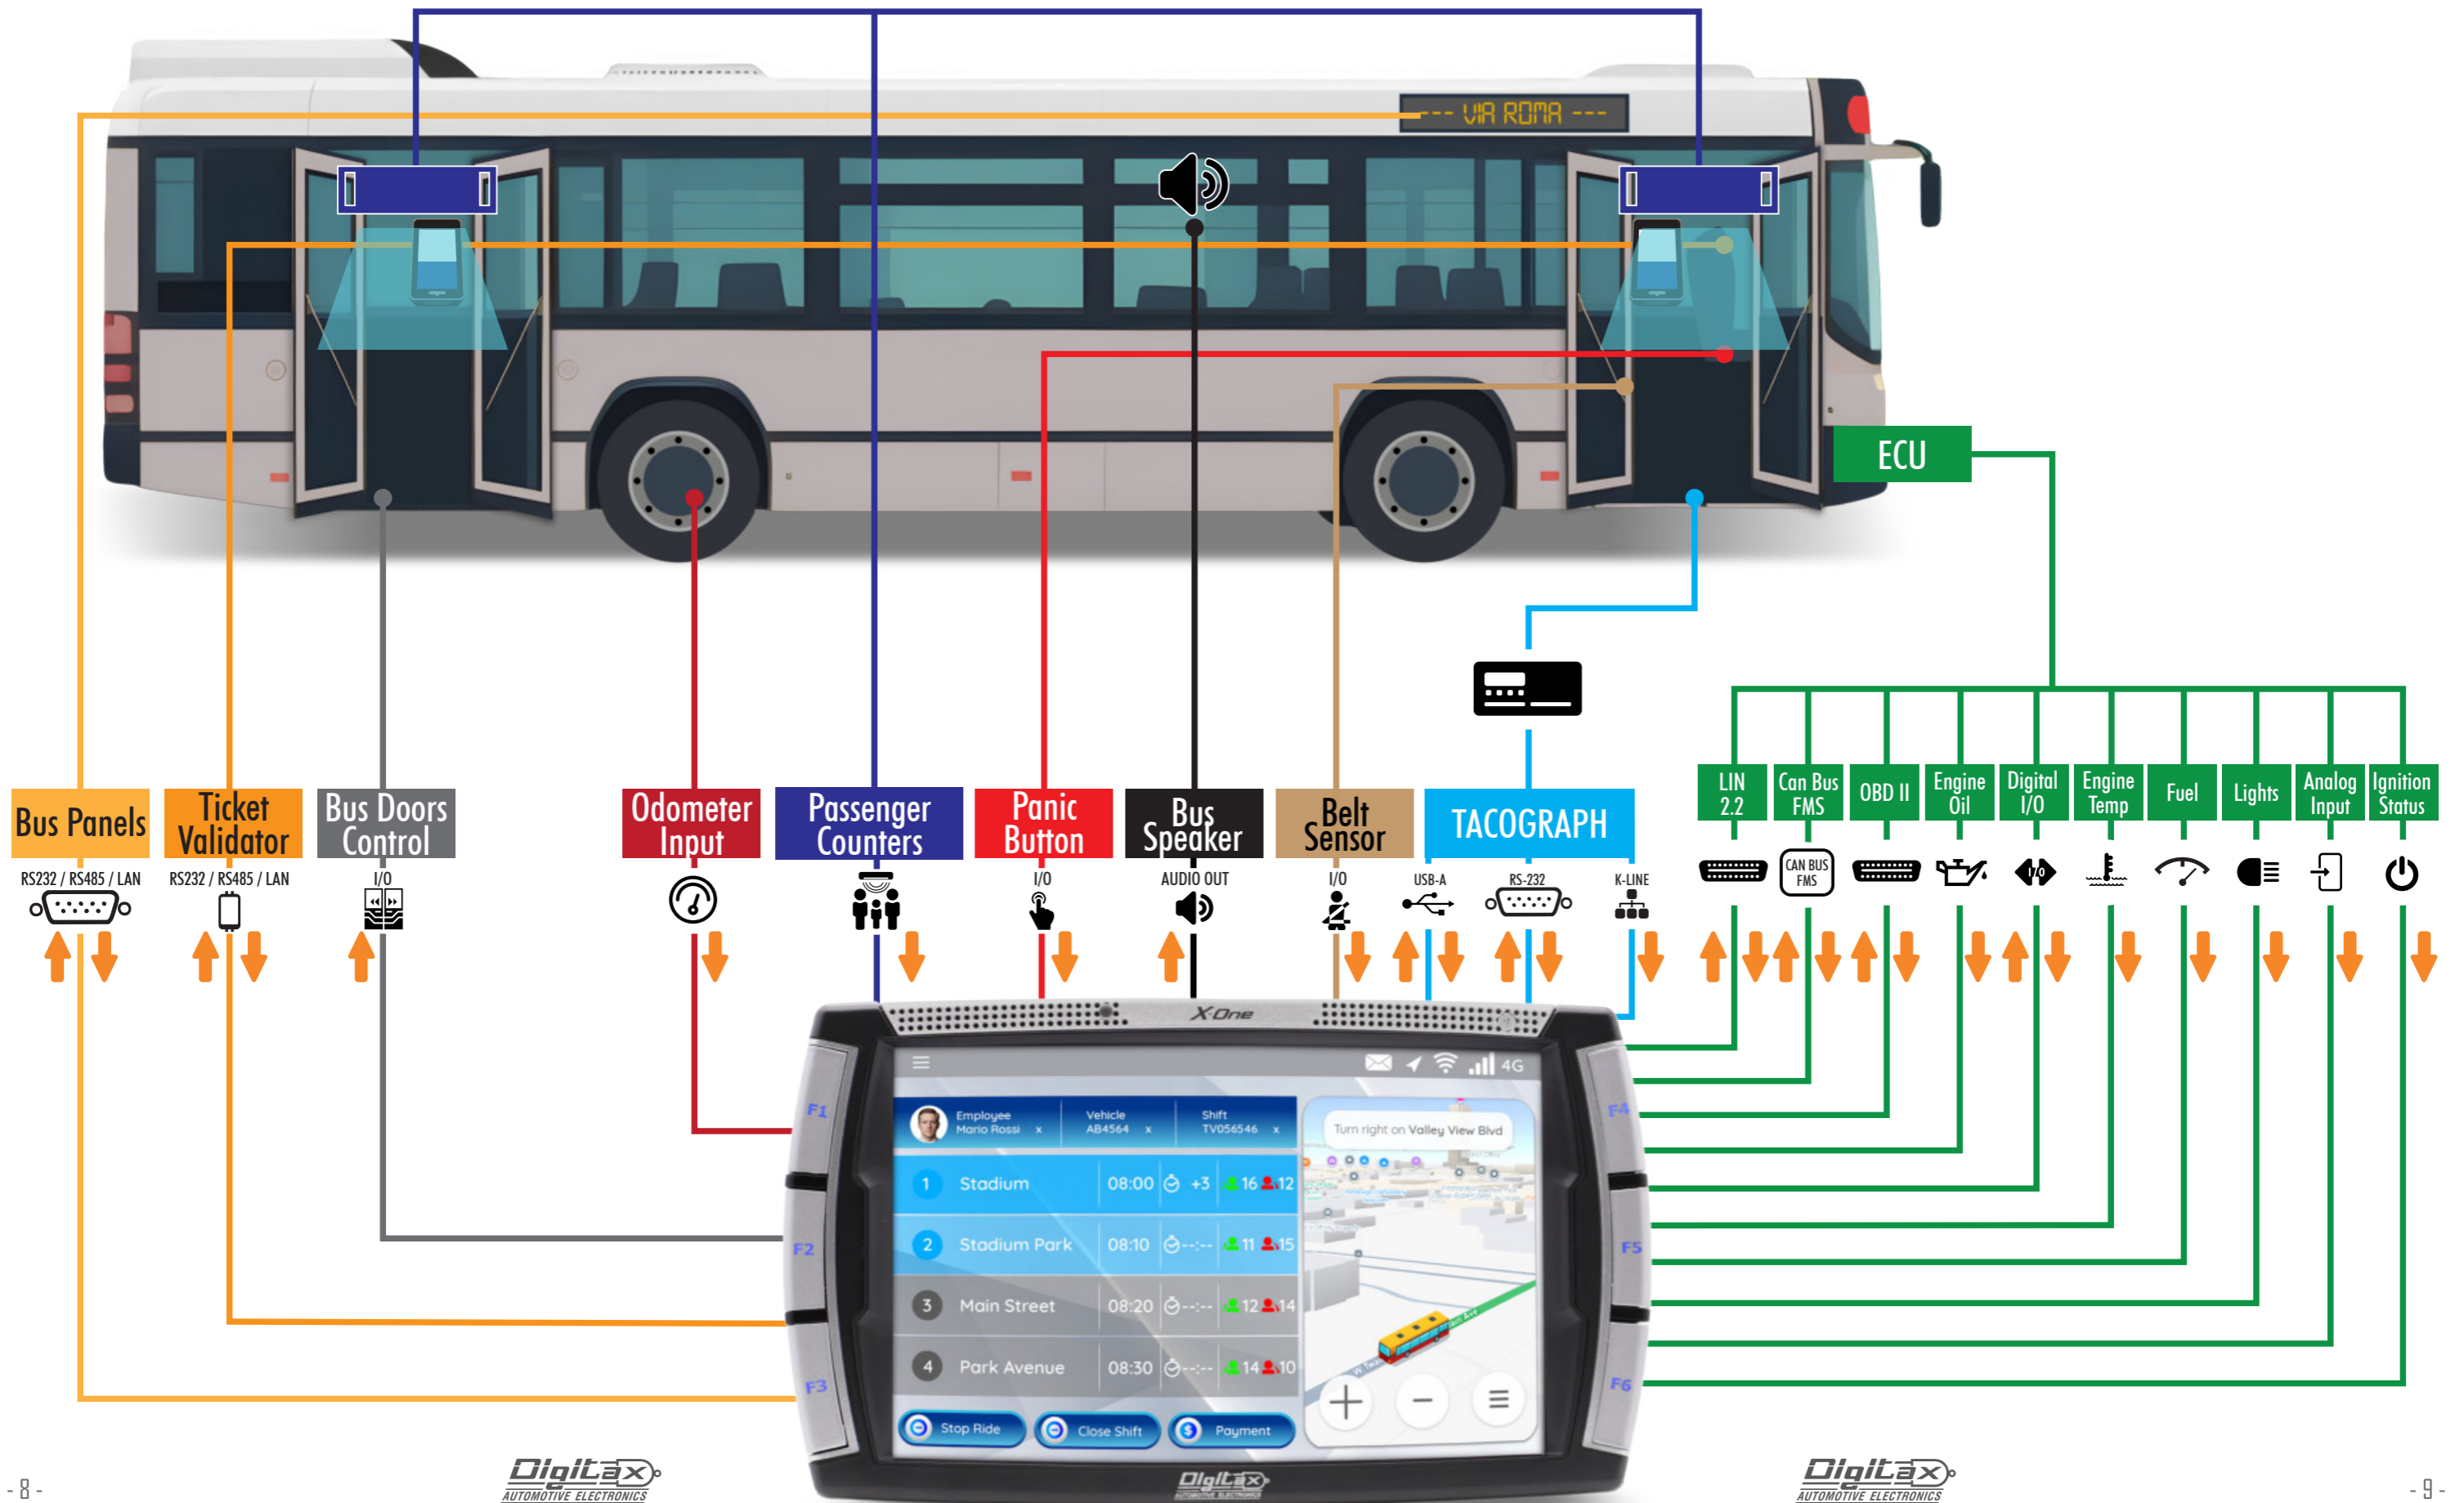 --- VIA ROMA ---
ECU
Bus Panels
RS232 / RS485 / LAN
Ticket
Validator
RS232 / RS485 / LAN
Bus Doors
Control
I/O
Odometer
Input
Passenger
Counters
Panic
Button
I/O
Bus
Speaker
AUDIO OUT
Belt
Sensor
I/O
TACOGRAPH
USB-A
RS-232
K-LINE
LIN
2.2
Can Bus
FMS
CAN BUS
FMS
OBD II
Engine
Oil
Digital
I/O
I/O
Engine
Temp
Fuel
Lights
Analog
Input
Ignition
Status
X-One
4G
F1
F2
F3
F4
F5
F6
Employee
Mario Rossi x
Vehicle
AB4564 x
Shift
TV056546 x
Turn right on Valley View Blvd
1 Stadium 08:00 +3 16 12
2 Stadium Park 08:10 --:-- 11 15
3 Main Street 08:20 --:-- 12 14
4 Park Avenue 08:30 --:-- 14 10
Stop Ride
Close Shift
Payment
Digitax
AUTOMOTIVE ELECTRONICS
- 8 -
Digitax
AUTOMOTIVE ELECTRONICS
Digitax
AUTOMOTIVE ELECTRONICS
- 9 -